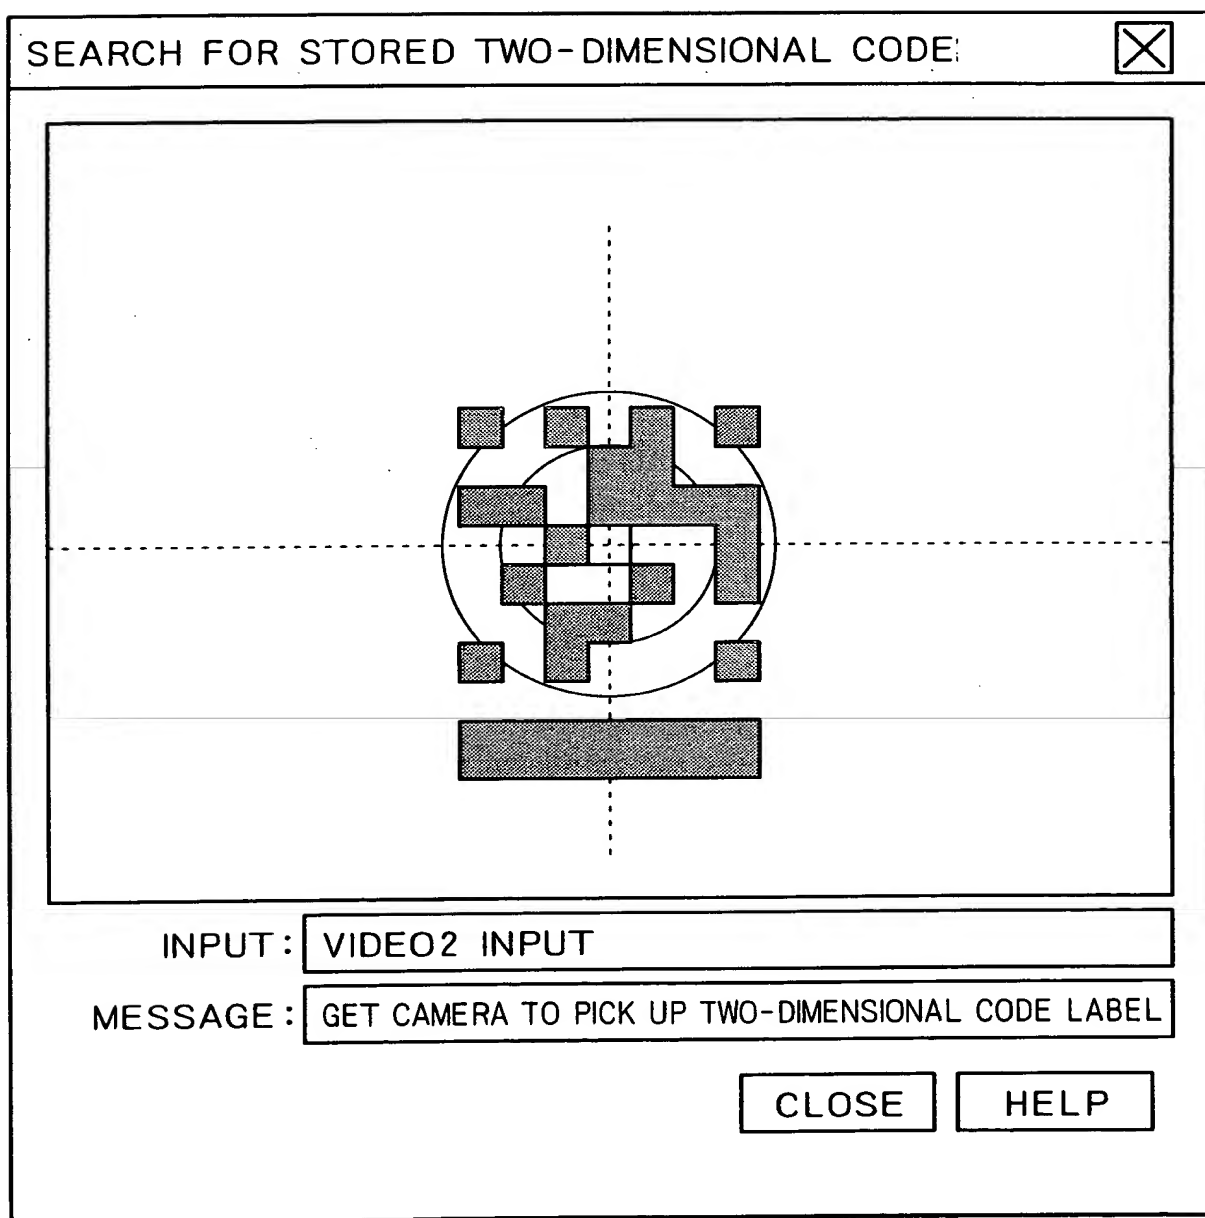 SEARCH FOR STORED TWO-DIMENSIONAL CODE
INPUT: VIDEO2 INPUT
MESSAGE: GET CAMERA TO PICK UP TWO-DIMENSIONAL CODE LABEL
CLOSE HELP